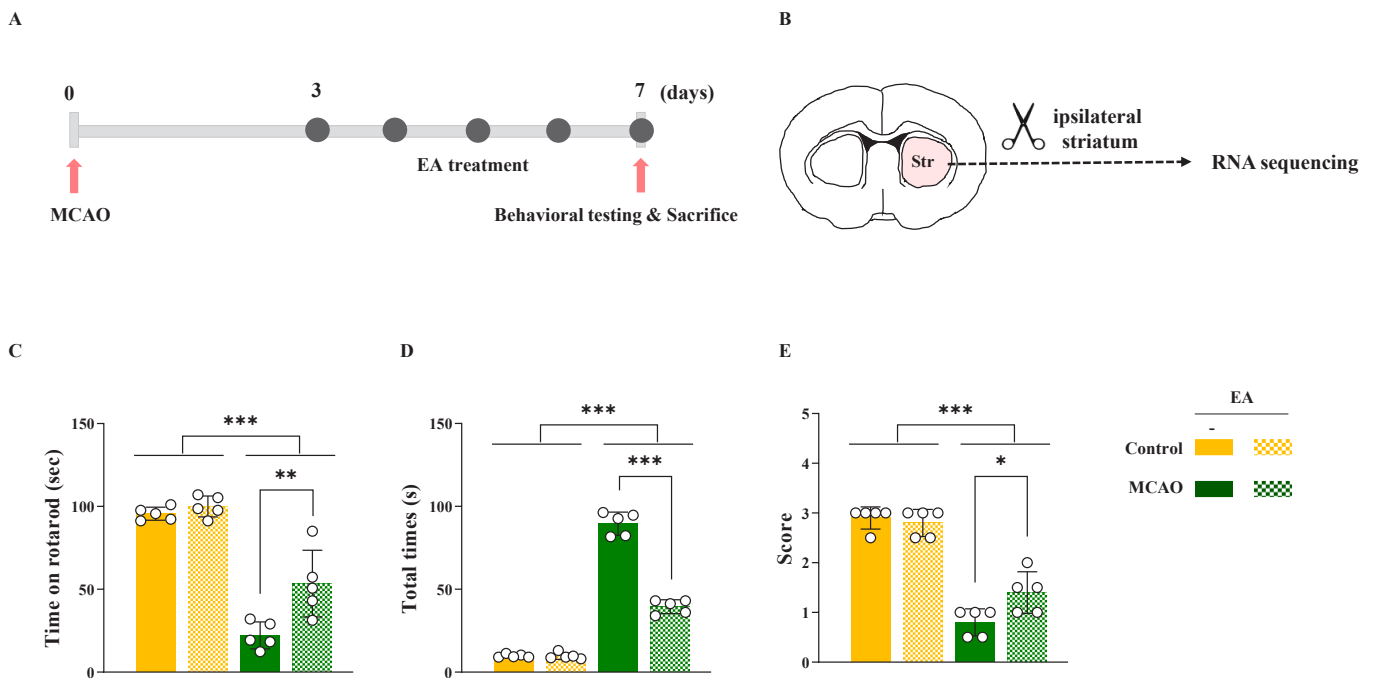 A
B
0
3
7
(days)
EA treatment
MCAO
Behavioral testing & Sacrifice
Str
ipsilateral
striatum
RNA sequencing
C
D
E
Time on rotarod (sec)
150
100
50
0
***
**
Total times (s)
150
100
50
0
***
***
Score
5
4
3
2
1
0
***
*
EA
-
Control
MCAO